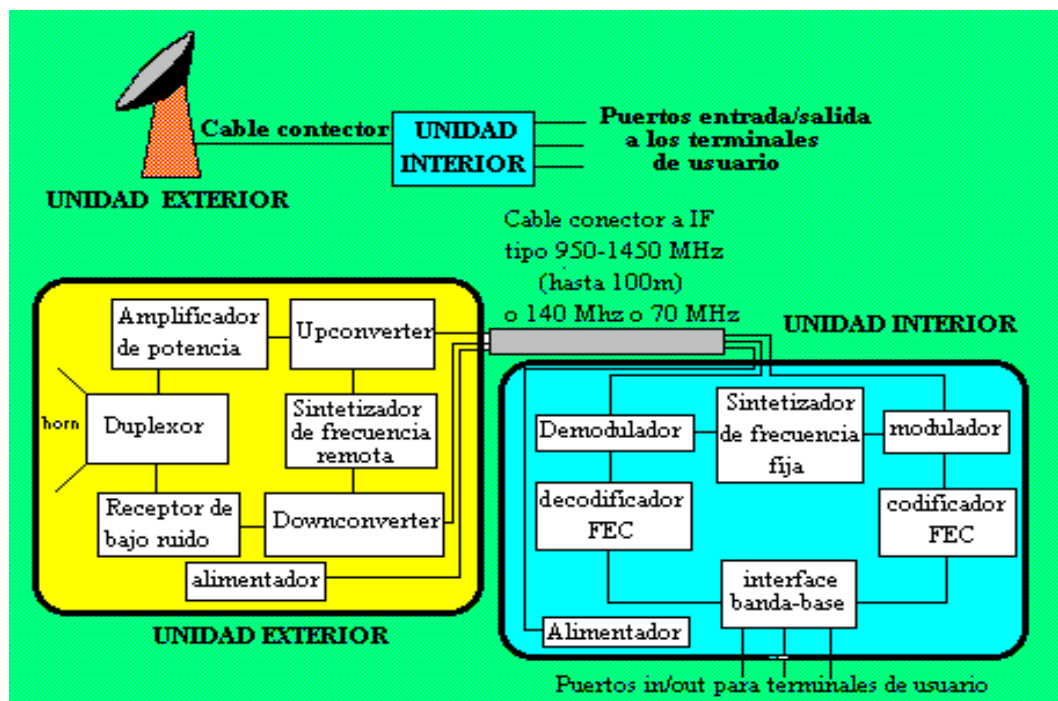 Cable contector
UNIDAD
INTERIOR
Puertos entrada/salida
a los terminales
de usuario
UNIDAD EXTERIOR
Cable conector a IF
tipo 950-1450 MHz
(hasta 100m)
o 140 Mhz o 70 MHz
Amplificador
de potencia
Upconverter
horn
Duplexor
Sintetizador
de frecuencia
remota
Receptor de
bajo ruido
Downconverter
alimentador
UNIDAD EXTERIOR
UNIDAD INTERIOR
Demodulador
Sintetizador
de frecuencia
fija
modulador
decodificador
FEC
codificador
FEC
interface
banda-base
Alimentador
Puertos in/out para terminales de usuario